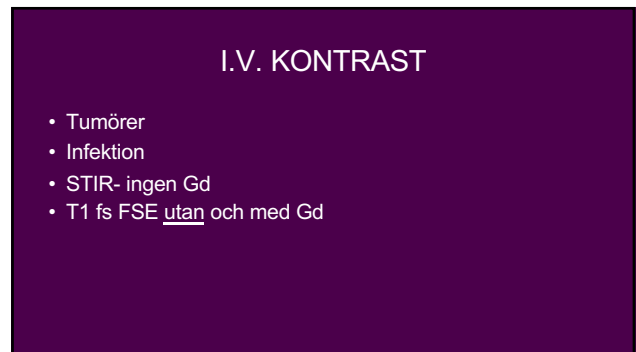 I.V. KONTRAST
• Tumörer
• Infektion
• STIR- ingen Gd
• T1 fs FSE utan och med Gd